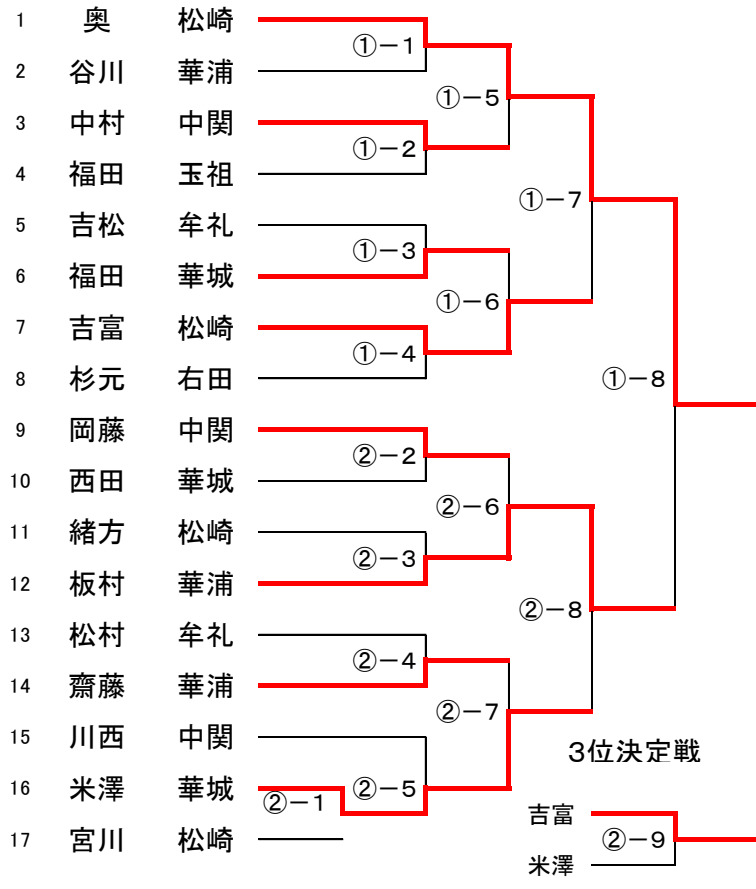 1 奥 松崎
①－1
2 谷川 華浦
①－5
3 中村 中関
①－2
4 福田 玉祖
①－7
5 吉松 牟礼
①－3
6 福田 華城
①－6
7 吉富 松崎
①－4
8 杉元 右田
①－8
9 岡藤 中関
②－2
10 西田 華城
②－6
11 緒方 松崎
②－3
12 板村 華浦
②－8
13 松村 牟礼
②－4
14 齋藤 華浦
②－7
15 川西 中関
3位決定戦
16 米澤 華城
②－1 ②－5
17 宮川 松崎
吉富
②－9
米澤